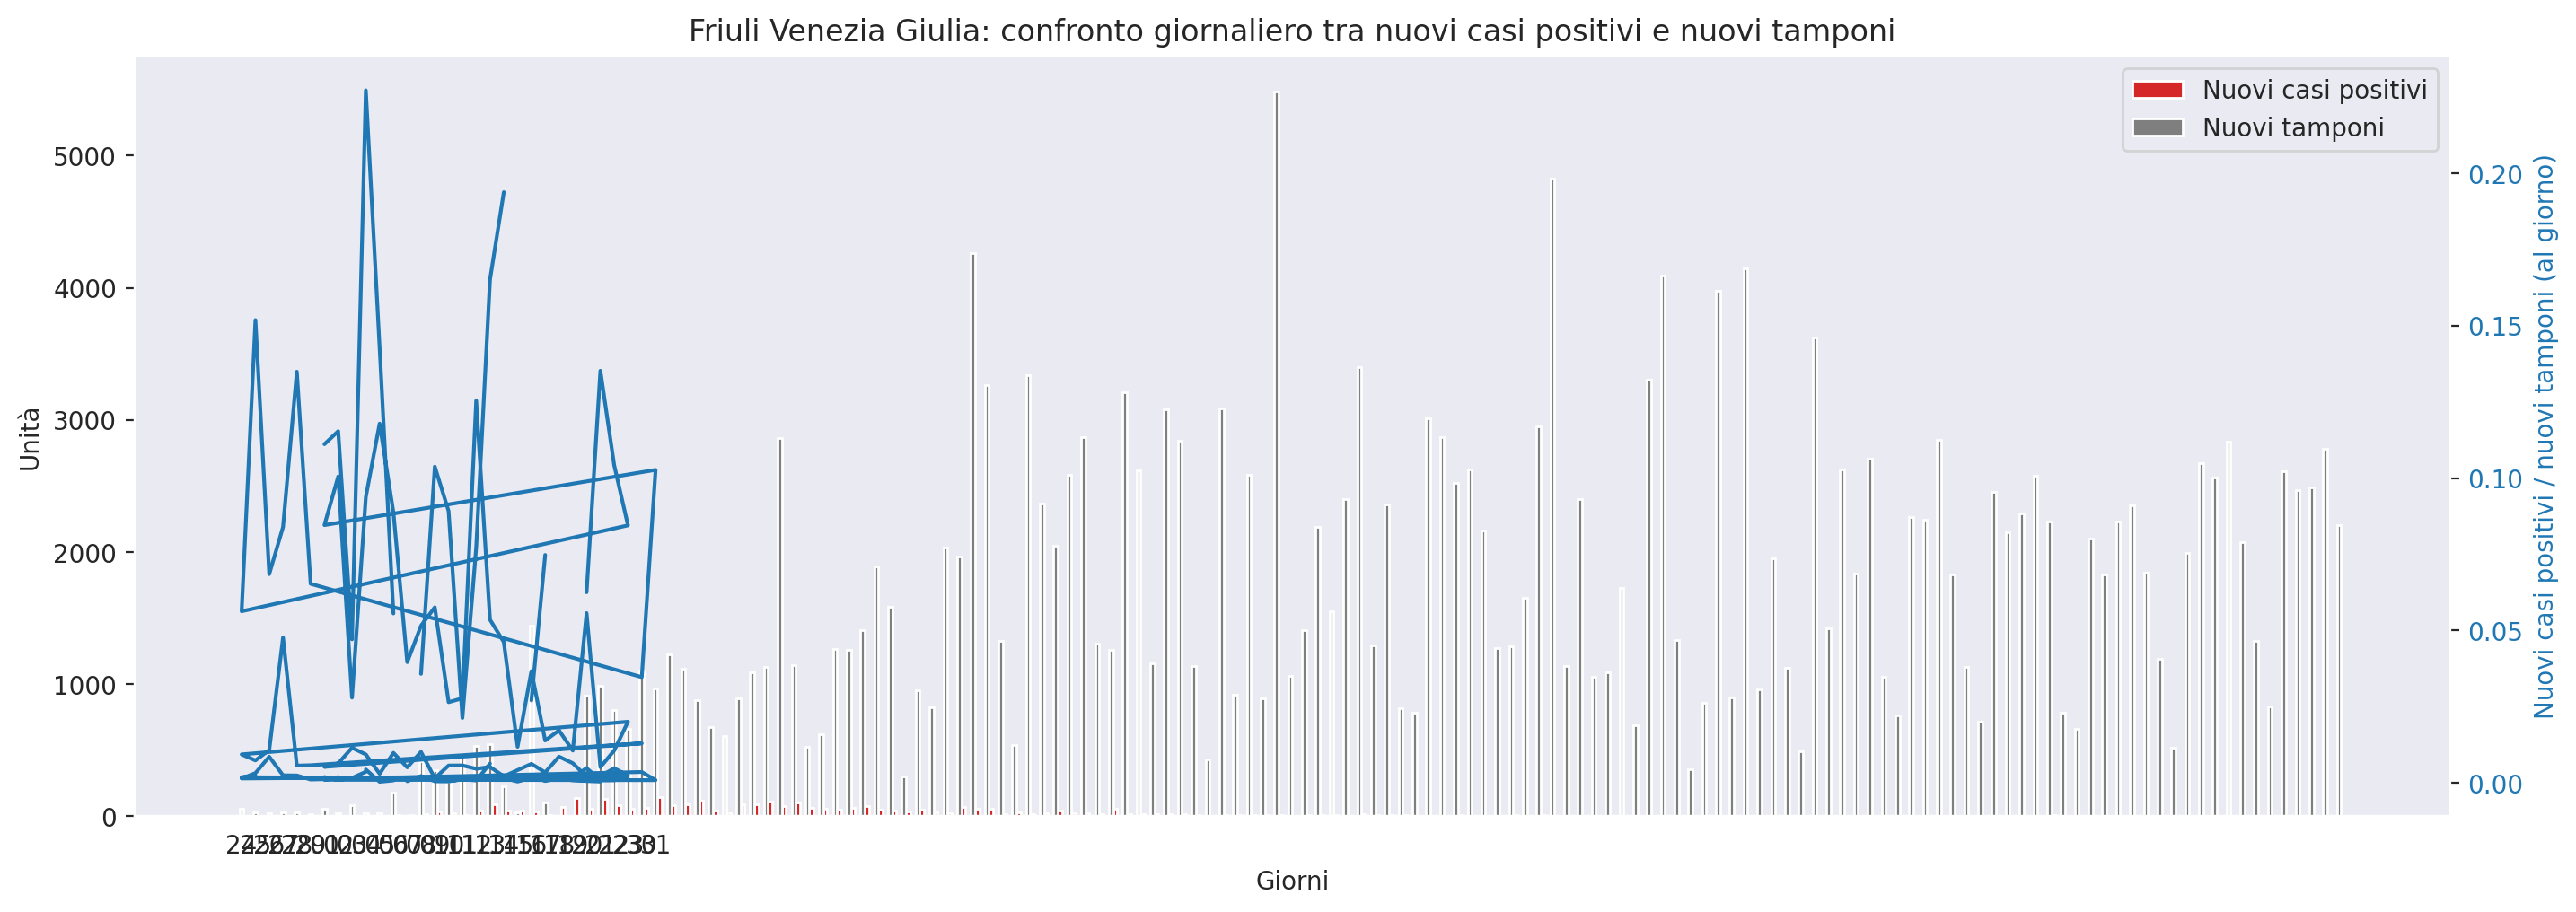 Friuli Venezia Giulia: confronto giornaliero tra nuovi casi positivi e nuovi tamponi
Nuovi casi positivi
Nuovi tamponi
5000
4000
3000
2000
1000
0
Unità
0.20
0.15
0.10
0.05
0.00
Nuovi casi positivi / nuovi tamponi (al giorno)
Giorni